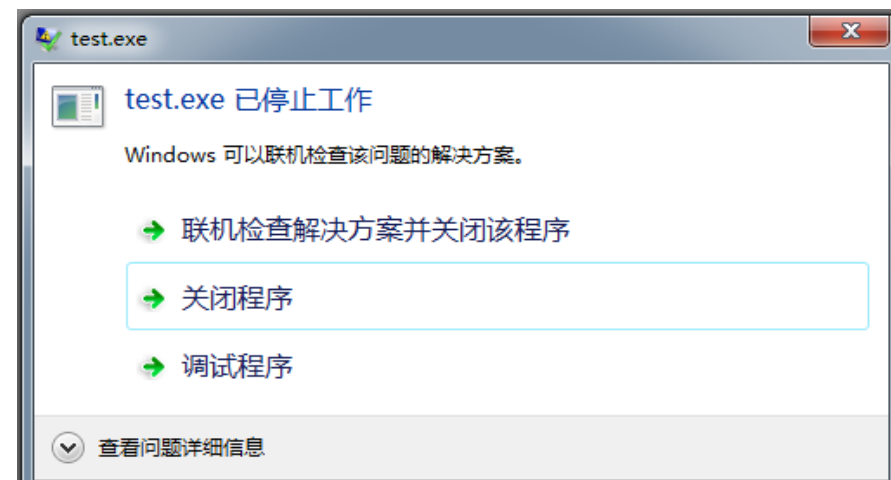 test.exe
test.exe 已停止工作
Windows 可以联机检查该问题的解决方案。
联机检查解决方案并关闭该程序
关闭程序
调试程序
查看问题详细信息